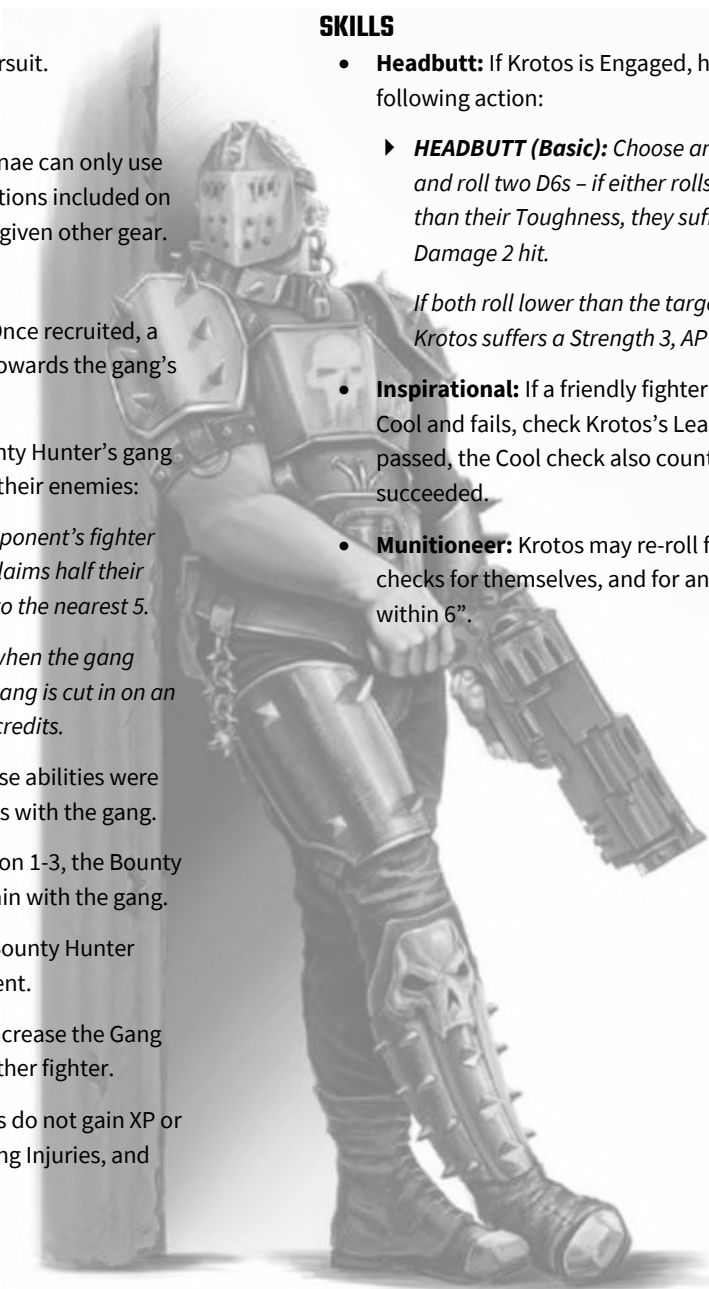 rsuit.
nae can only use
tions included on
given other gear.
Once recruited, a
owards the gang's
nty Hunter's gang
their enemies:
ponent's fighter
laims half their
o the nearest 5.
when the gang
ang is cut in on an
credits.
se abilities were
s with the gang.
on 1-3, the Bounty
in with the gang.
Bounty Hunter
ent.
ncrease the Gang
ther fighter.
s do not gain XP or
ng Injuries, and
SKILLS
• Headbutt: If Krotos is Engaged, h
following action:
HEADBUTT (Basic): Choose an
and roll two D6s – if either rolls
than their Toughness, they suff
Damage 2 hit.
If both roll lower than the targe
Krotos suffers a Strength 3, AP
• Inspirational: If a friendly fighter
Cool and fails, check Krotos's Lea
passed, the Cool check also count
succeeded.
• Munitioneer: Krotos may re-roll f
checks for themselves, and for an
within 6”.